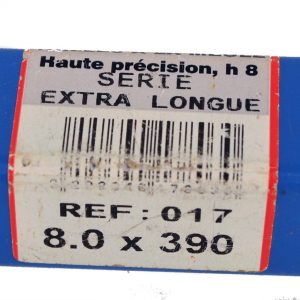 Haute précision, h 8
SERIE
EXTRA LONGUE
REF: 017
8.0 x 390